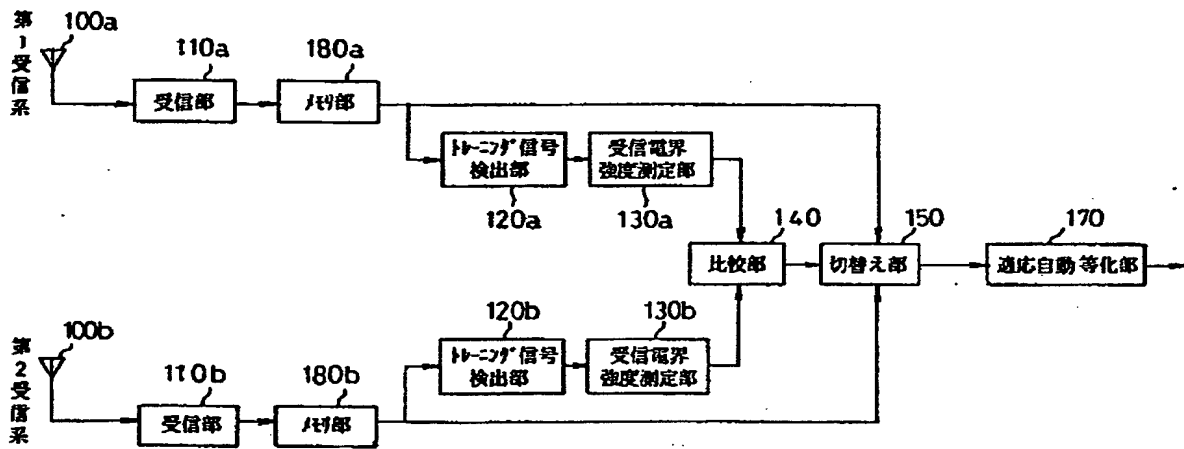 第1受信系
100a
110a
180a
受信部
メモリ部
トレーニング信号
検出部
受信電界
強度測定部
120a
130a
140
150
170
比較部
切替え部
適応自動等化部
120b
130b
第2受信系
100b
110b
180b
トレーニング信号
検出部
受信電界
強度測定部
受信部
メモリ部